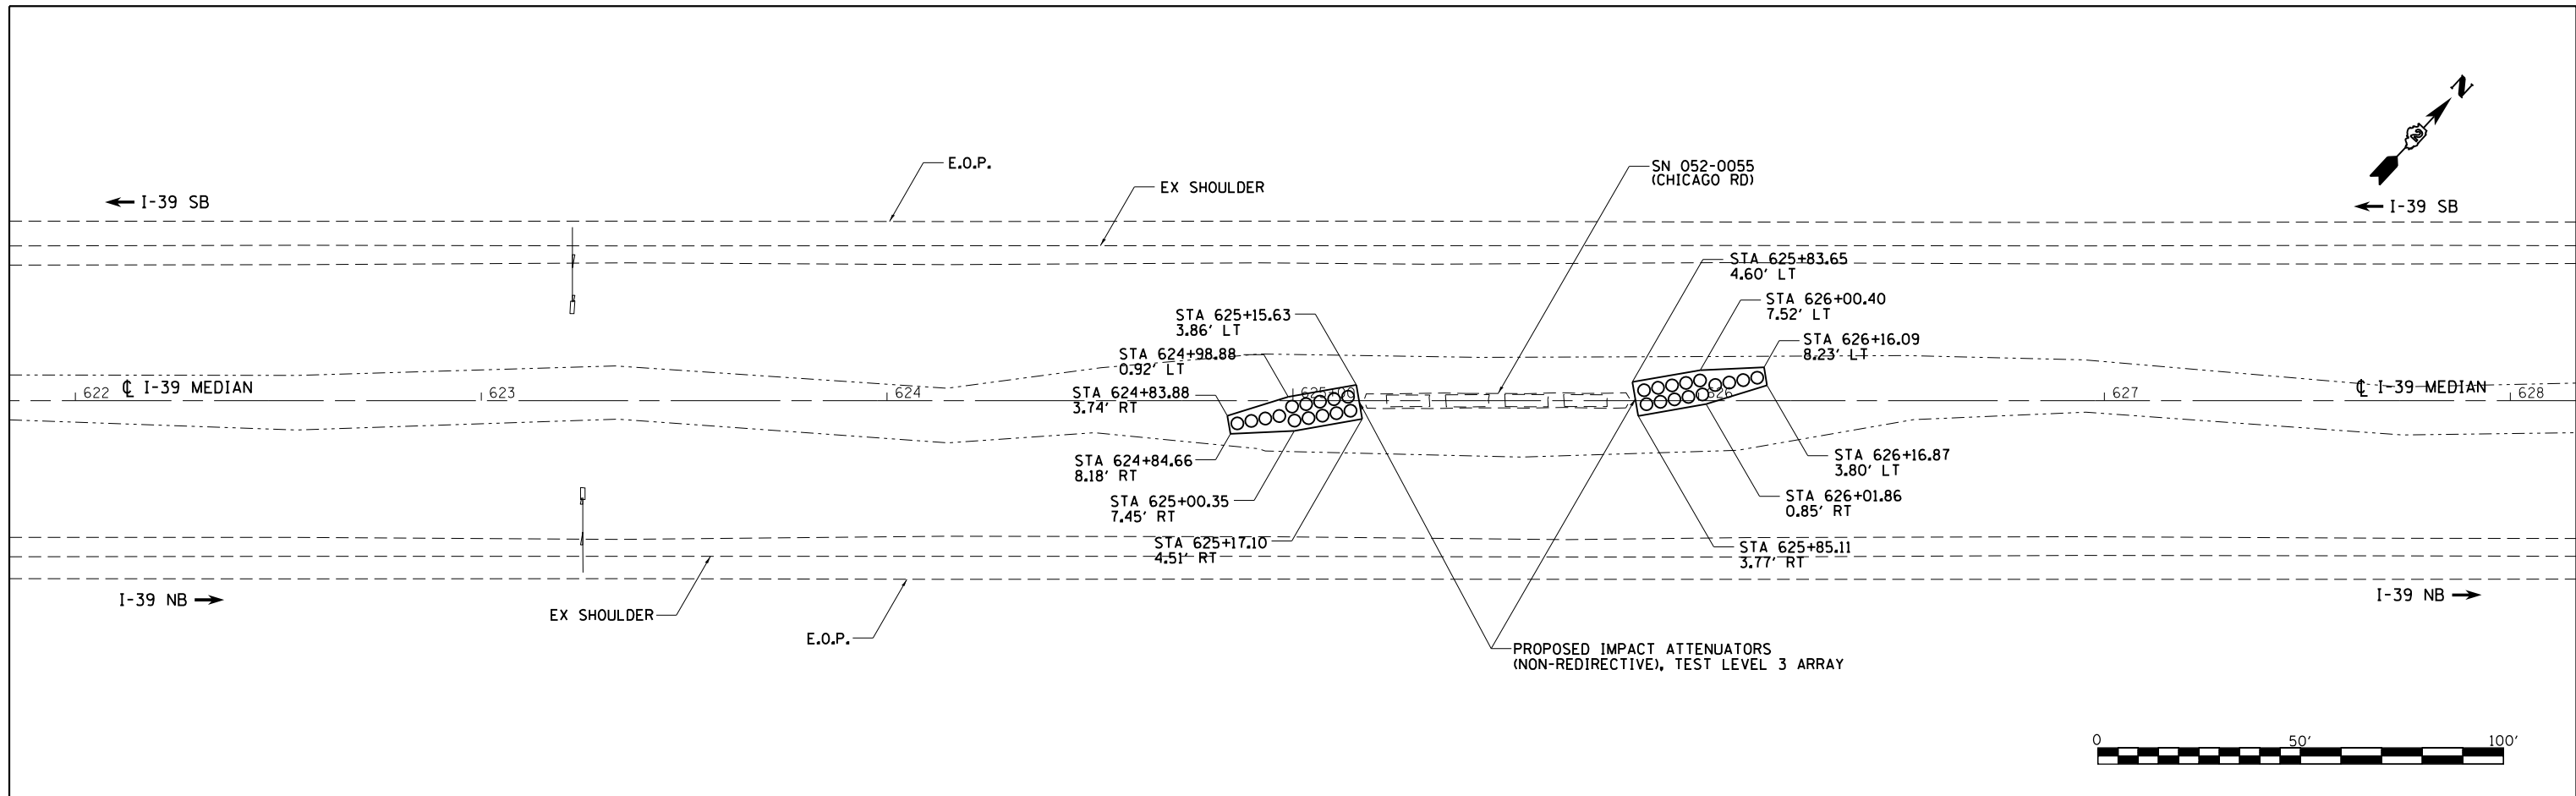 N
2
E.O.P.
SN 052-0055
(CHICAGO RD)
EX SHOULDER
I-39 SB
I-39 SB
STA 625+83.65
4.60' LT
STA 626+00.40
7.52' LT
STA 625+15.63
3.86' LT
STA 626+16.09
8.23' LT
STA 624+98.88
0.92' LT
STA 624+83.88
3.74' RT
622
℄ I-39 MEDIAN
623
624
625+00
626
627
℄ I-39 MEDIAN
628
STA 624+84.66
8.18' RT
STA 626+16.87
3.80' LT
STA 625+00.35
7.45' RT
STA 626+01.86
0.85' RT
STA 625+17.10
4.51' RT
STA 625+85.11
3.77' RT
I-39 NB
I-39 NB
EX SHOULDER
E.O.P.
PROPOSED IMPACT ATTENUATORS
(NON-REDIRECTIVE), TEST LEVEL 3 ARRAY
0 50' 100'